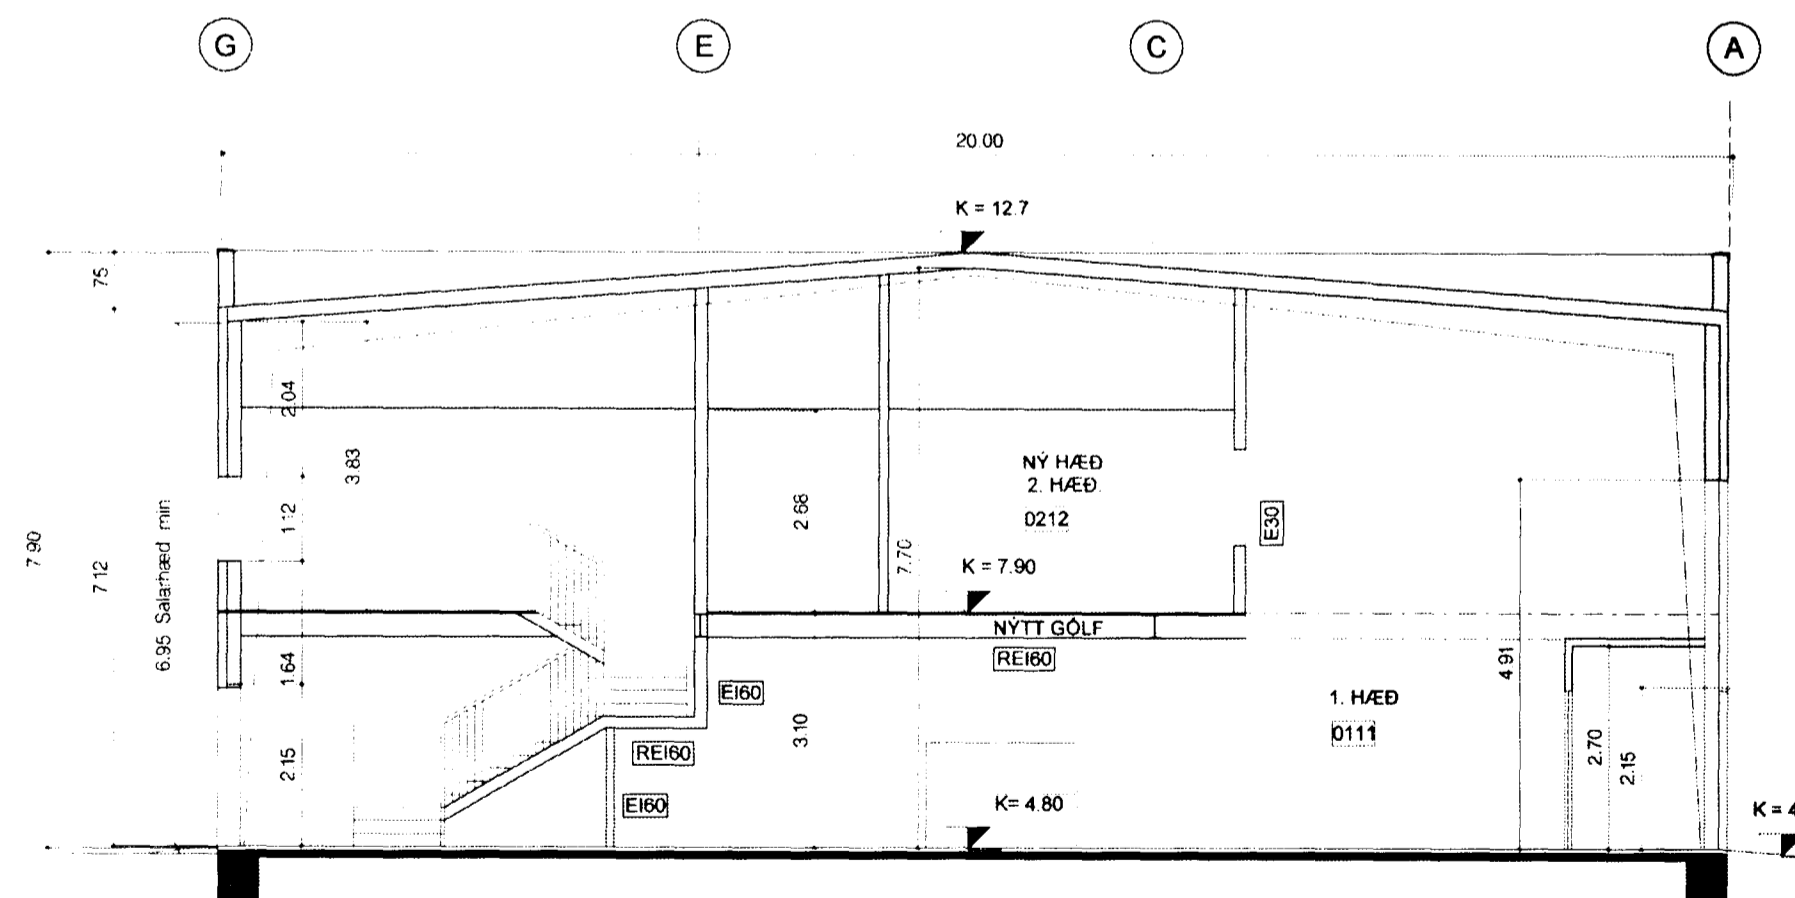 G
E
C
A
20.00
K = 12.7
75
2.04
3.83
NÝ HÆÐ
2. HÆÐ.
0212
1.12
2.68
E30
7.90
7.12
6.95 Salarhæð min
7.70
K = 7.90
NÝTT GÓLF
REI60
1.64
4.91
EI60
1. HÆÐ
0111
3.10
2.15
REI60
2.70
2.15
EI60
K= 4.80
K = 4